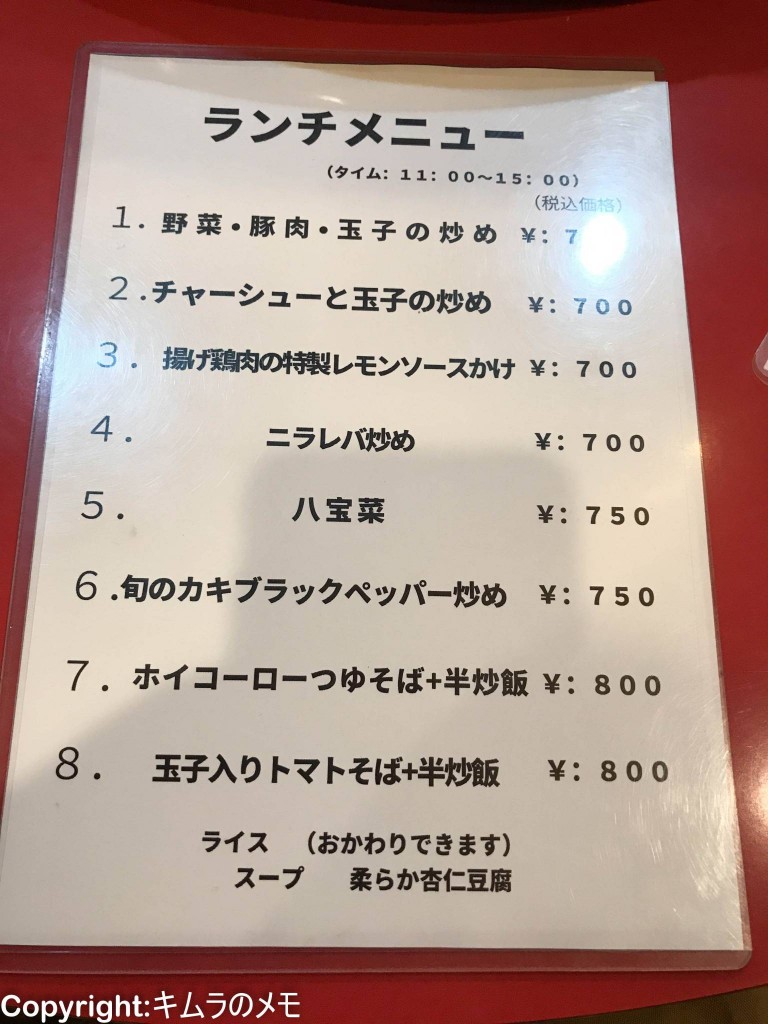 ランチメニュー
(タイム: 11:00〜15:00)
(税込価格)
1. 野菜・豚肉・玉子の炒め ¥: 7
2.チャーシューと玉子の炒め ¥: 700
3. 揚げ鶏肉の特製レモンソースかけ ¥: 700
4. ニラレバ炒め ¥: 700
5. 八宝菜 ¥: 750
6.旬のカキブラックペッパー炒め ¥: 750
7. ホイコーローつゆそば+半炒飯 ¥: 800
8. 玉子入りトマトそば+半炒飯 ¥: 800
ライス (おかわりできます)
スープ 柔らか杏仁豆腐
Copyright:キムラのメモ